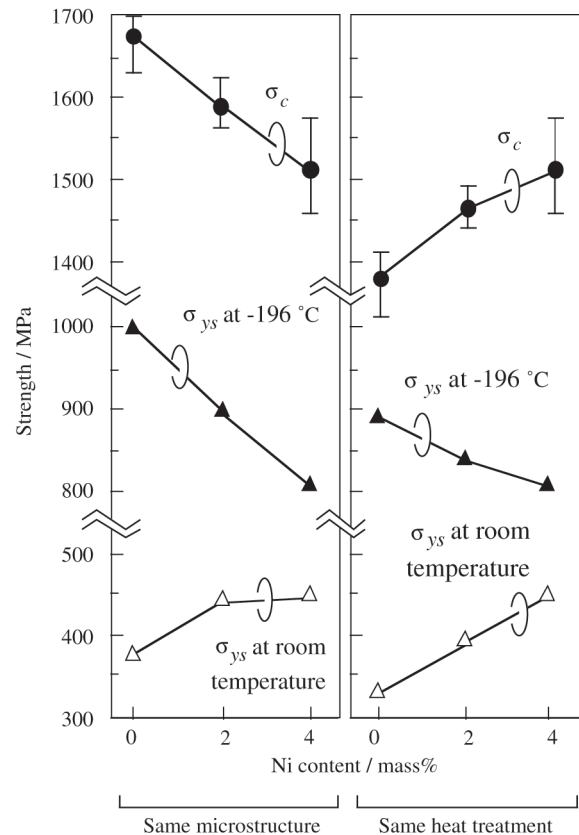 1700
1600
1500
1400
1000
900
800
500
400
300
Strength / MPa
σc
σys at -196 °C
σys at room
temperature
σc
σys at -196 °C
σys at room
temperature
0 2 4 0 2 4
Ni content / mass%
Same microstructure Same heat treatment